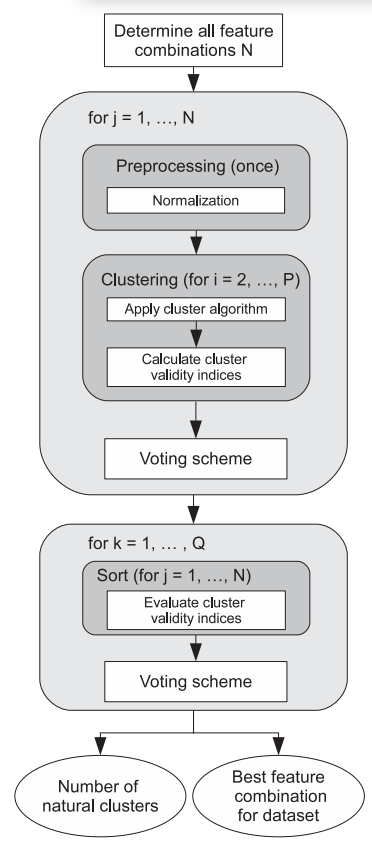 Determine all feature
combinations N
for j = 1, ..., N
Preprocessing (once)
Normalization
Clustering (for i = 2, ..., P)
Apply cluster algorithm
Calculate cluster
validity indices
Voting scheme
for k = 1, ... , Q
Sort (for j = 1, ..., N)
Evaluate cluster
validity indices
Voting scheme
Number of
natural clusters
Best feature
combination
for dataset